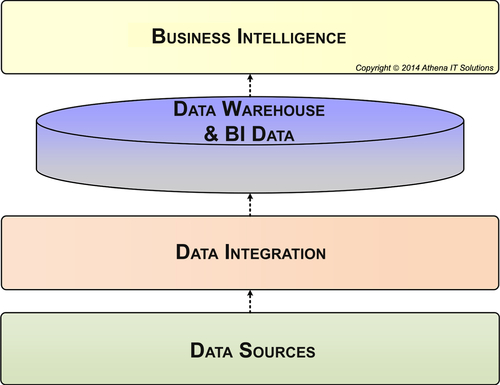 Business Intelligence
Copyright © 2014 Athena IT Solutions
Data Warehouse
& BI Data
Data Integration
Data Sources